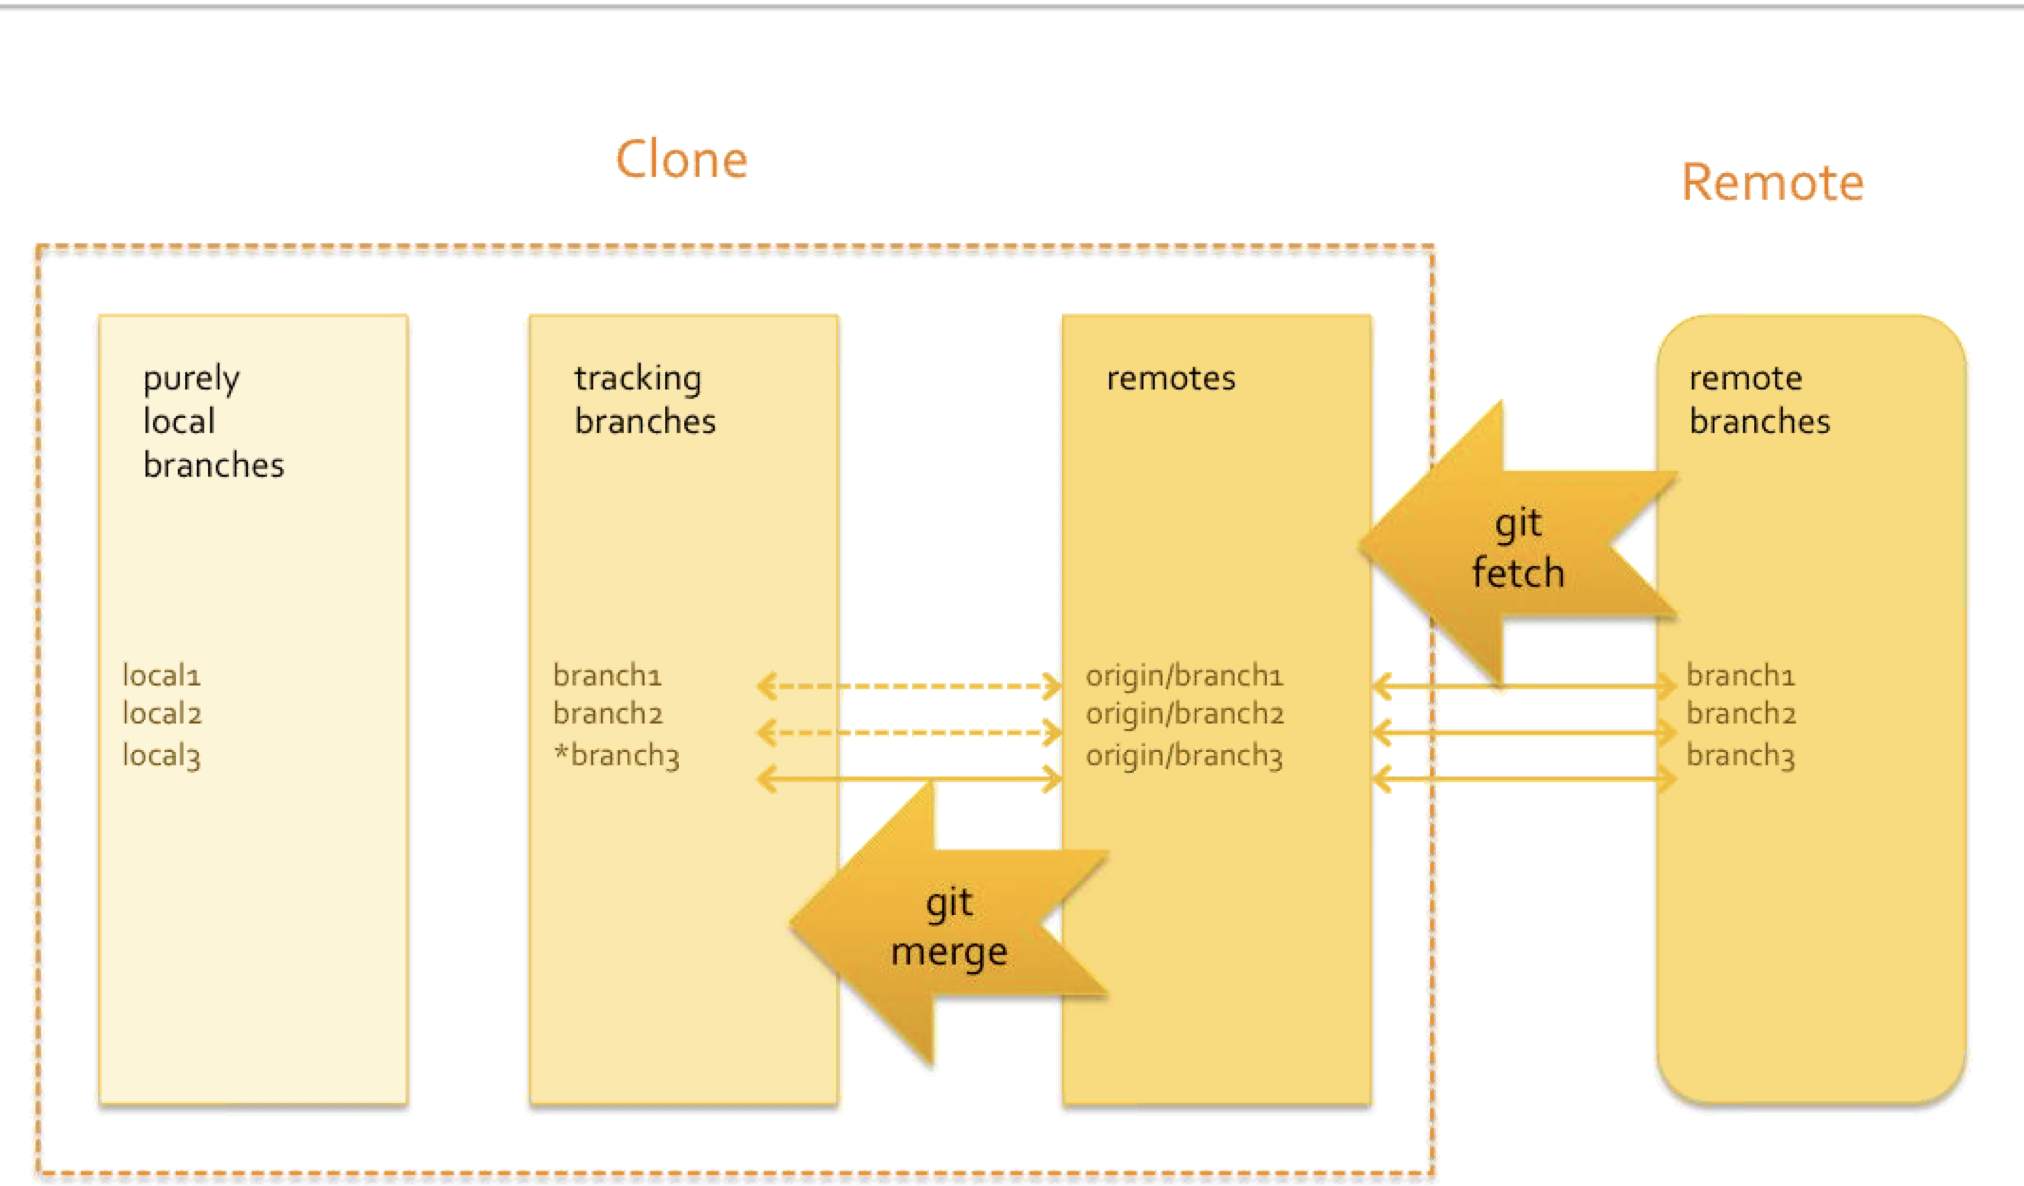 Clone
Remote
purely
local
branches
tracking
branches
remotes
remote
branches
git
fetch
local1
local2
local3
branch1
branch2
*branch3
origin/branch1
origin/branch2
origin/branch3
branch1
branch2
branch3
git
merge